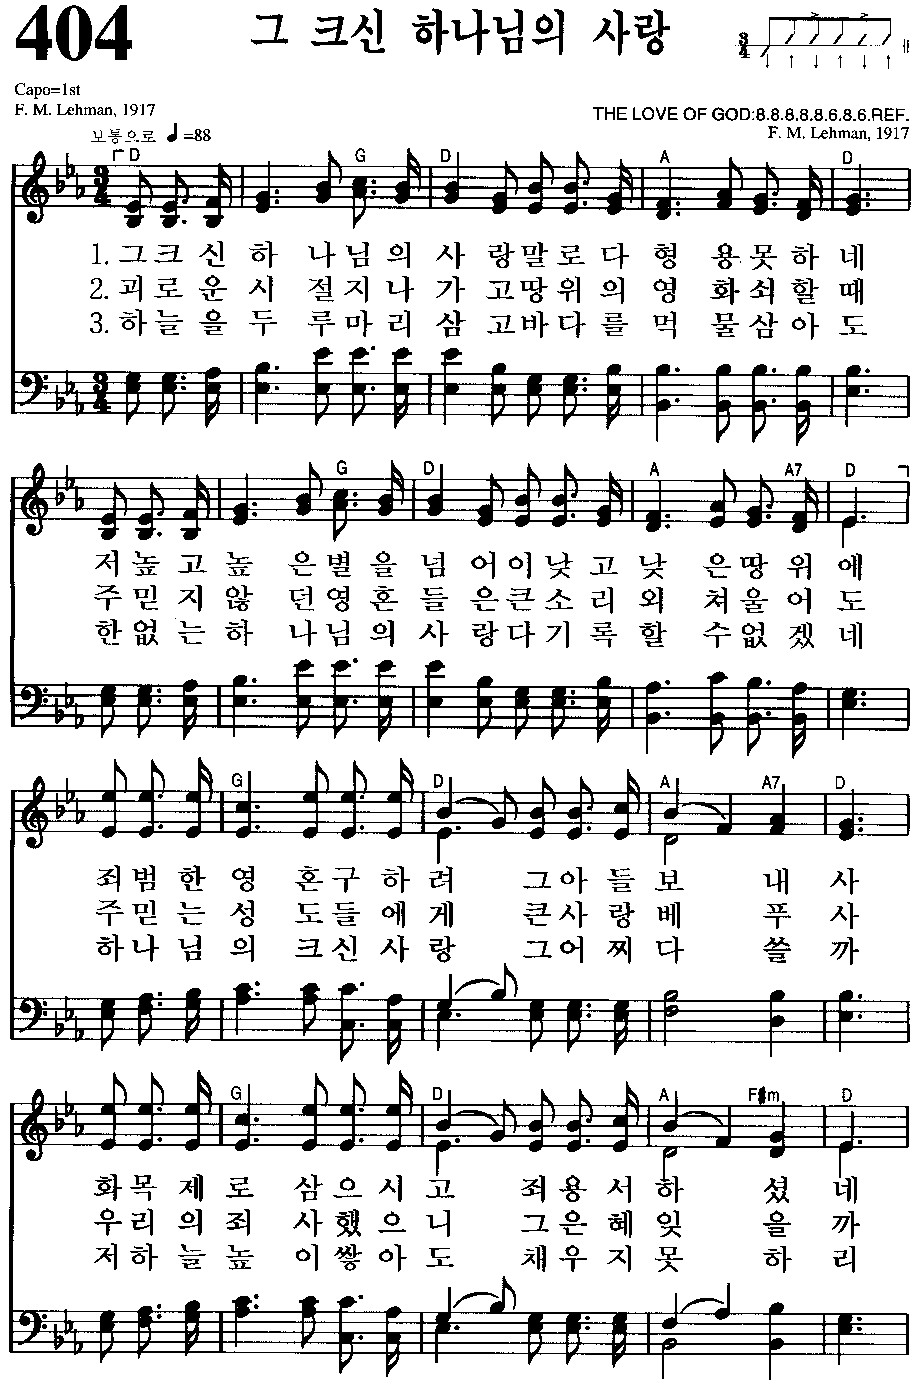 404
그 크신 하나님의 사랑
3/4
Capo=1st
F. M. Lehman, 1917
THE LOVE OF GOD:8.8.8.8.8.6.8.6.REF.
F. M. Lehman, 1917
보통으로 ♩=88
D G D A D
3/4
1. 그크신하 나님의사 랑말로다 형 용못하 네
2. 괴로운시 절지나가 고땅위의 영 화쇠할 때
3. 하늘을두 루마리삼 고바다를 먹 물삼아 도
3/4
G D A A7 D
저높고높 은별을넘 어이낮고 낮 은땅위 에
주믿지않 던영혼들 은큰소리 외 쳐울어 도
한없는하 나님의사 랑다기록 할 수없겠 네
G D A A7 D
죄범한영 혼구하려 그아들 보 내 사
주믿는성 도들에게 큰사랑 베 푸 사
하나님의 크신사랑 그어찌 다 쓸 까
G D A F#m D
화목제로 삼으시고 죄용서 하 셨 네
우리의죄 사했으니 그은혜 잊 을 까
저하늘높 이쌓아도 채우지 못 하 리